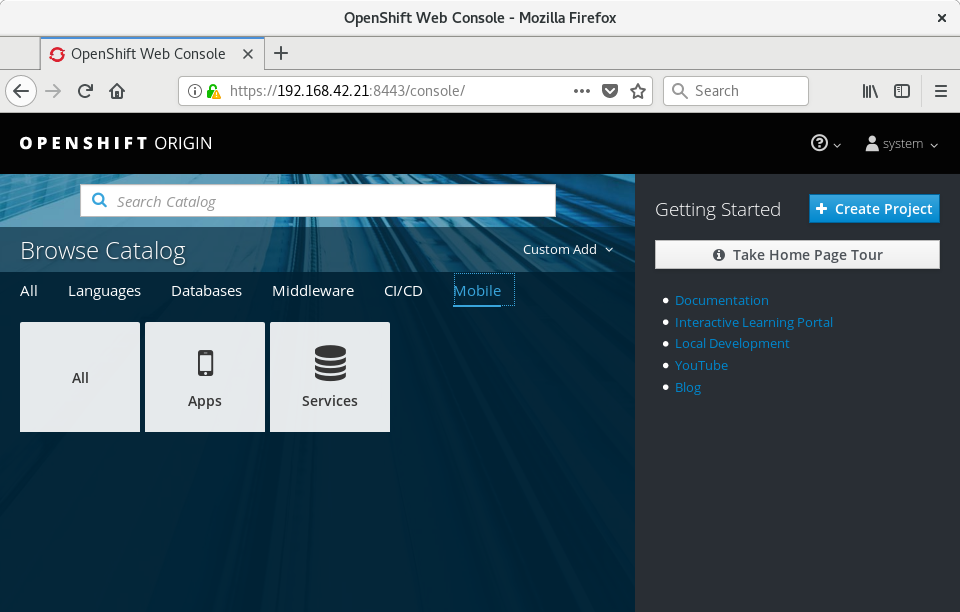 OpenShift Web Console - Mozilla Firefox
OpenShift Web Console
https://192.168.42.21:8443/console/
Search
OPENSHIFT ORIGIN
system
Search Catalog
Getting Started
Create Project
Browse Catalog
Custom Add
Take Home Page Tour
All Languages Databases Middleware CI/CD Mobile
Documentation
Interactive Learning Portal
Local Development
YouTube
Blog
All
Apps
Services